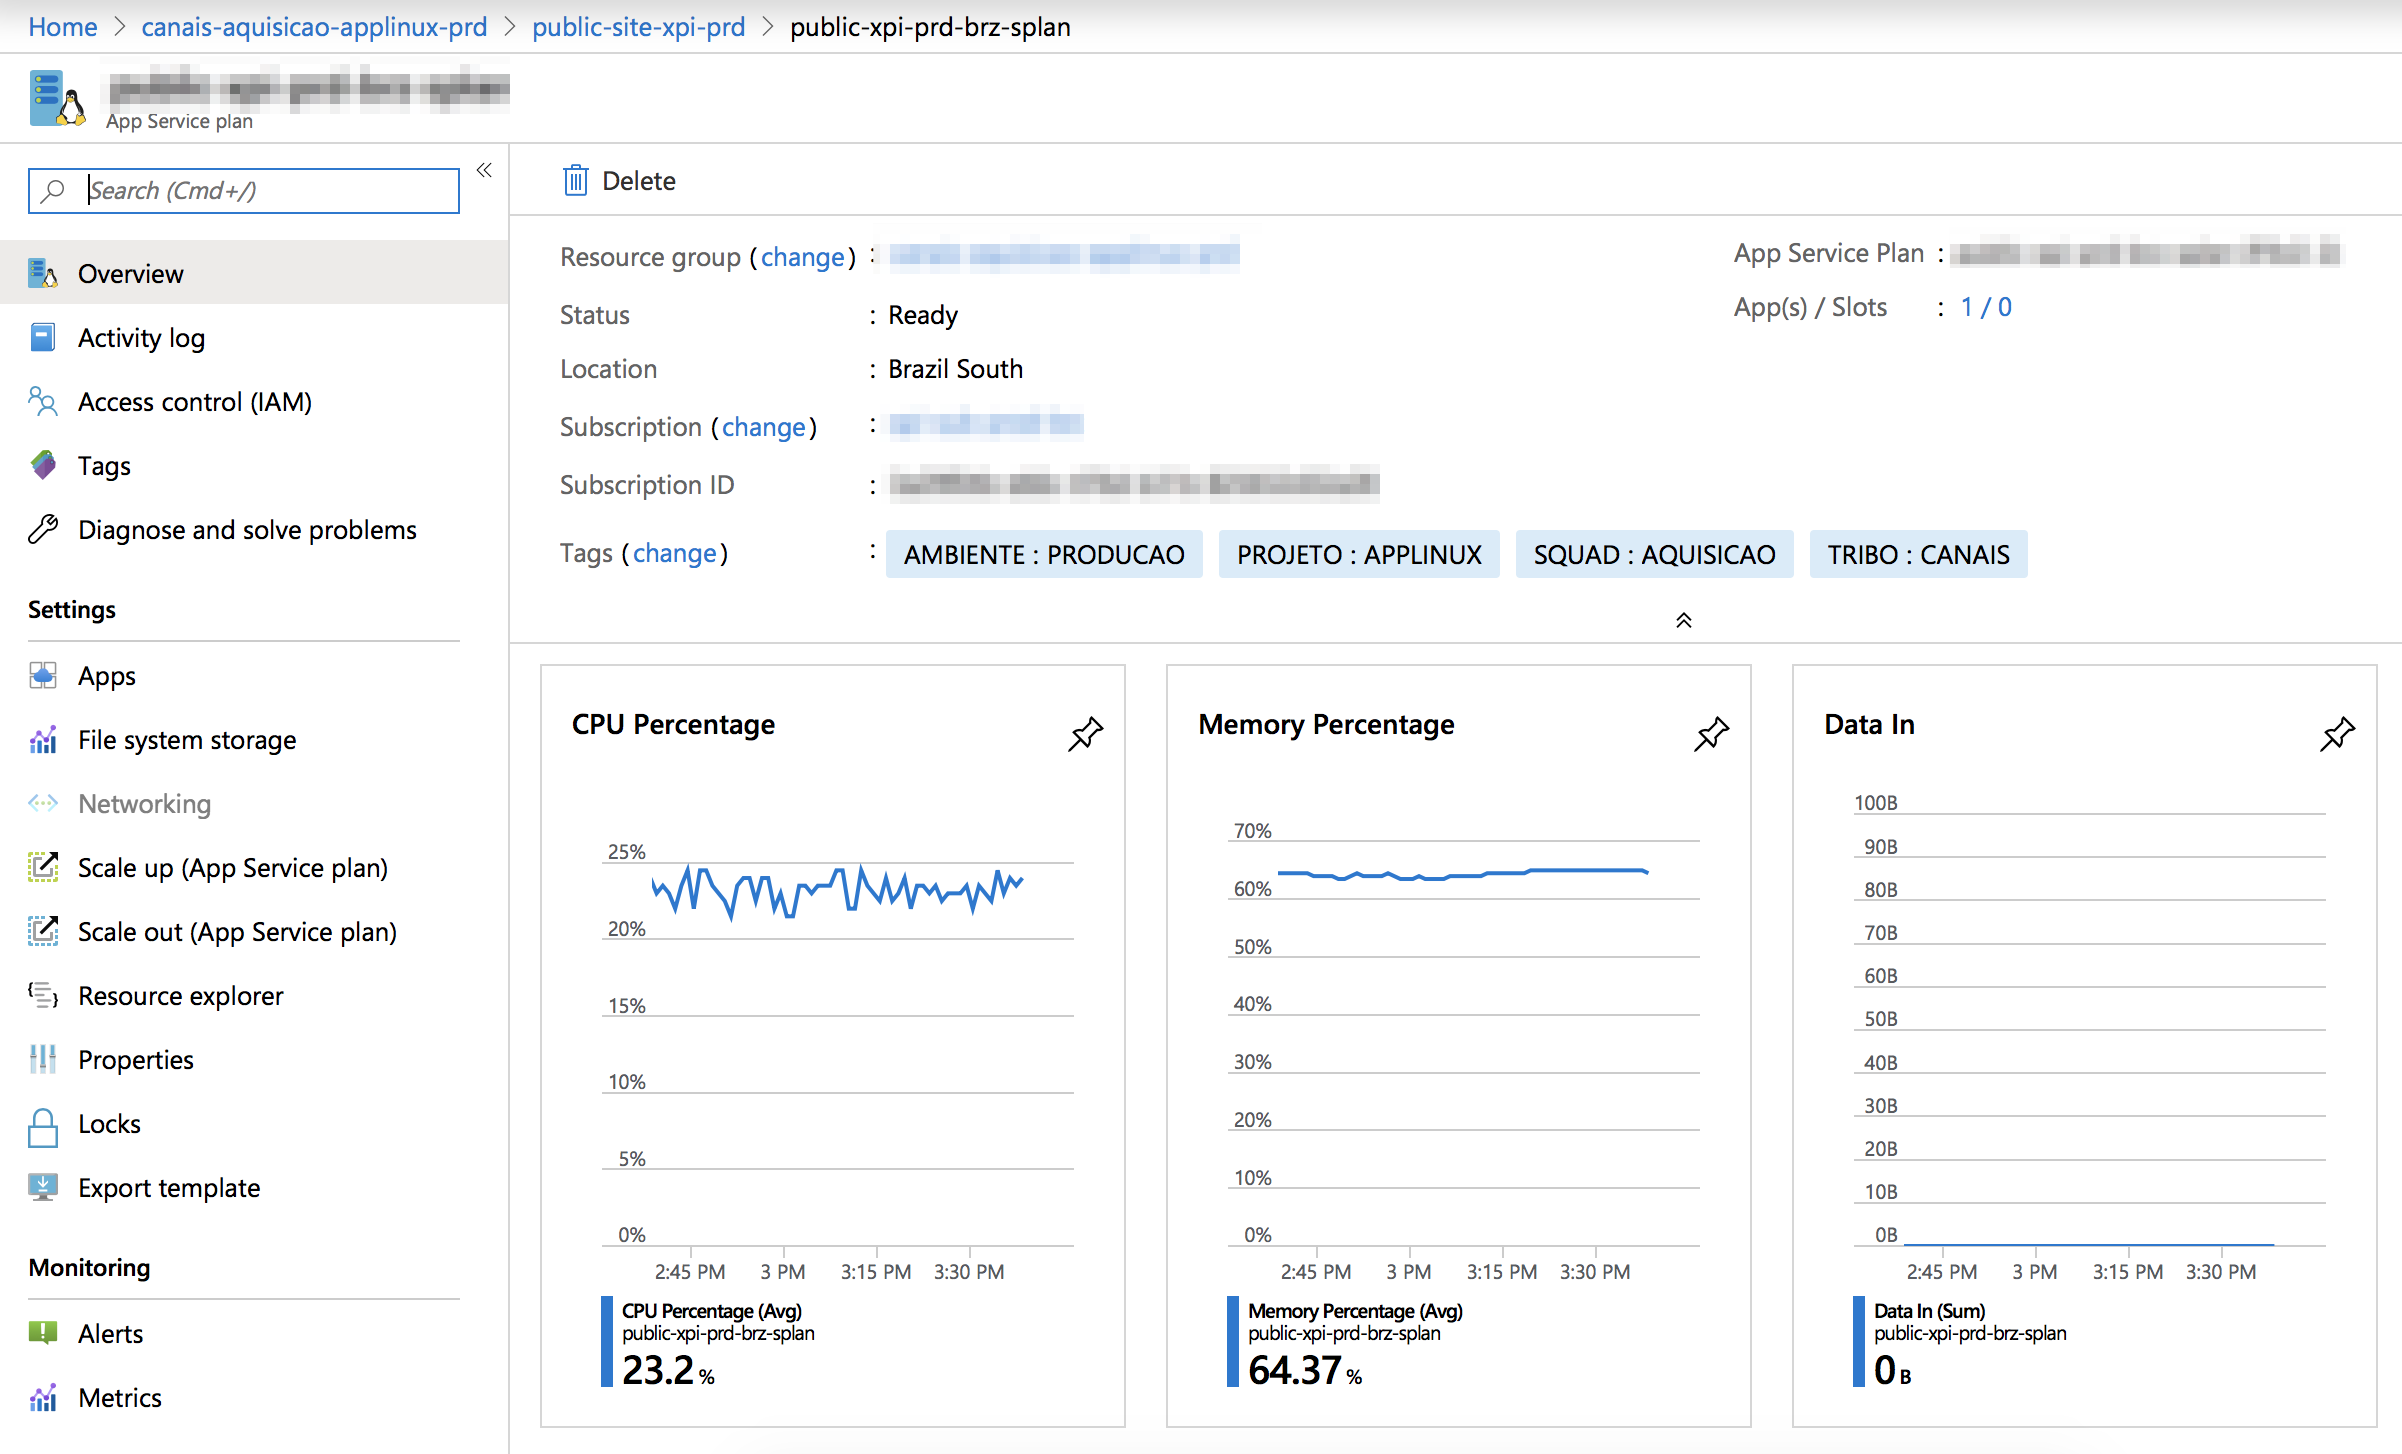 Home > canais-aquisicao-applinux-prd > public-site-xpi-prd > public-xpi-prd-brz-splan
App Service plan
Search (Cmd+/)
Overview
Activity log
Access control (IAM)
Tags
Diagnose and solve problems
Settings
Apps
File system storage
Networking
Scale up (App Service plan)
Scale out (App Service plan)
Resource explorer
Properties
Locks
Export template
Monitoring
Alerts
Metrics
Delete
Resource group (change) :
Status : Ready
Location : Brazil South
Subscription (change) :
Subscription ID :
Tags (change) : AMBIENTE : PRODUCAO PROJETO : APPLINUX SQUAD : AQUISICAO TRIBO : CANAIS
App Service Plan :
App(s) / Slots : 1 / 0
CPU Percentage
25%
20%
15%
10%
5%
0%
2:45 PM 3 PM 3:15 PM 3:30 PM
CPU Percentage (Avg)
public-xpi-prd-brz-splan
23.2 %
Memory Percentage
70%
60%
50%
40%
30%
20%
10%
0%
2:45 PM 3 PM 3:15 PM 3:30 PM
Memory Percentage (Avg)
public-xpi-prd-brz-splan
64.37 %
Data In
100B
90B
80B
70B
60B
50B
40B
30B
20B
10B
0B
2:45 PM 3 PM 3:15 PM 3:30 PM
Data In (Sum)
public-xpi-prd-brz-splan
0 B